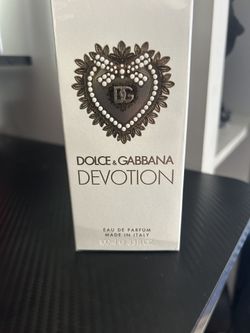 DG
DOLCE & GABBANA
DEVOTION
EAU DE PARFUM
MADE IN ITALY